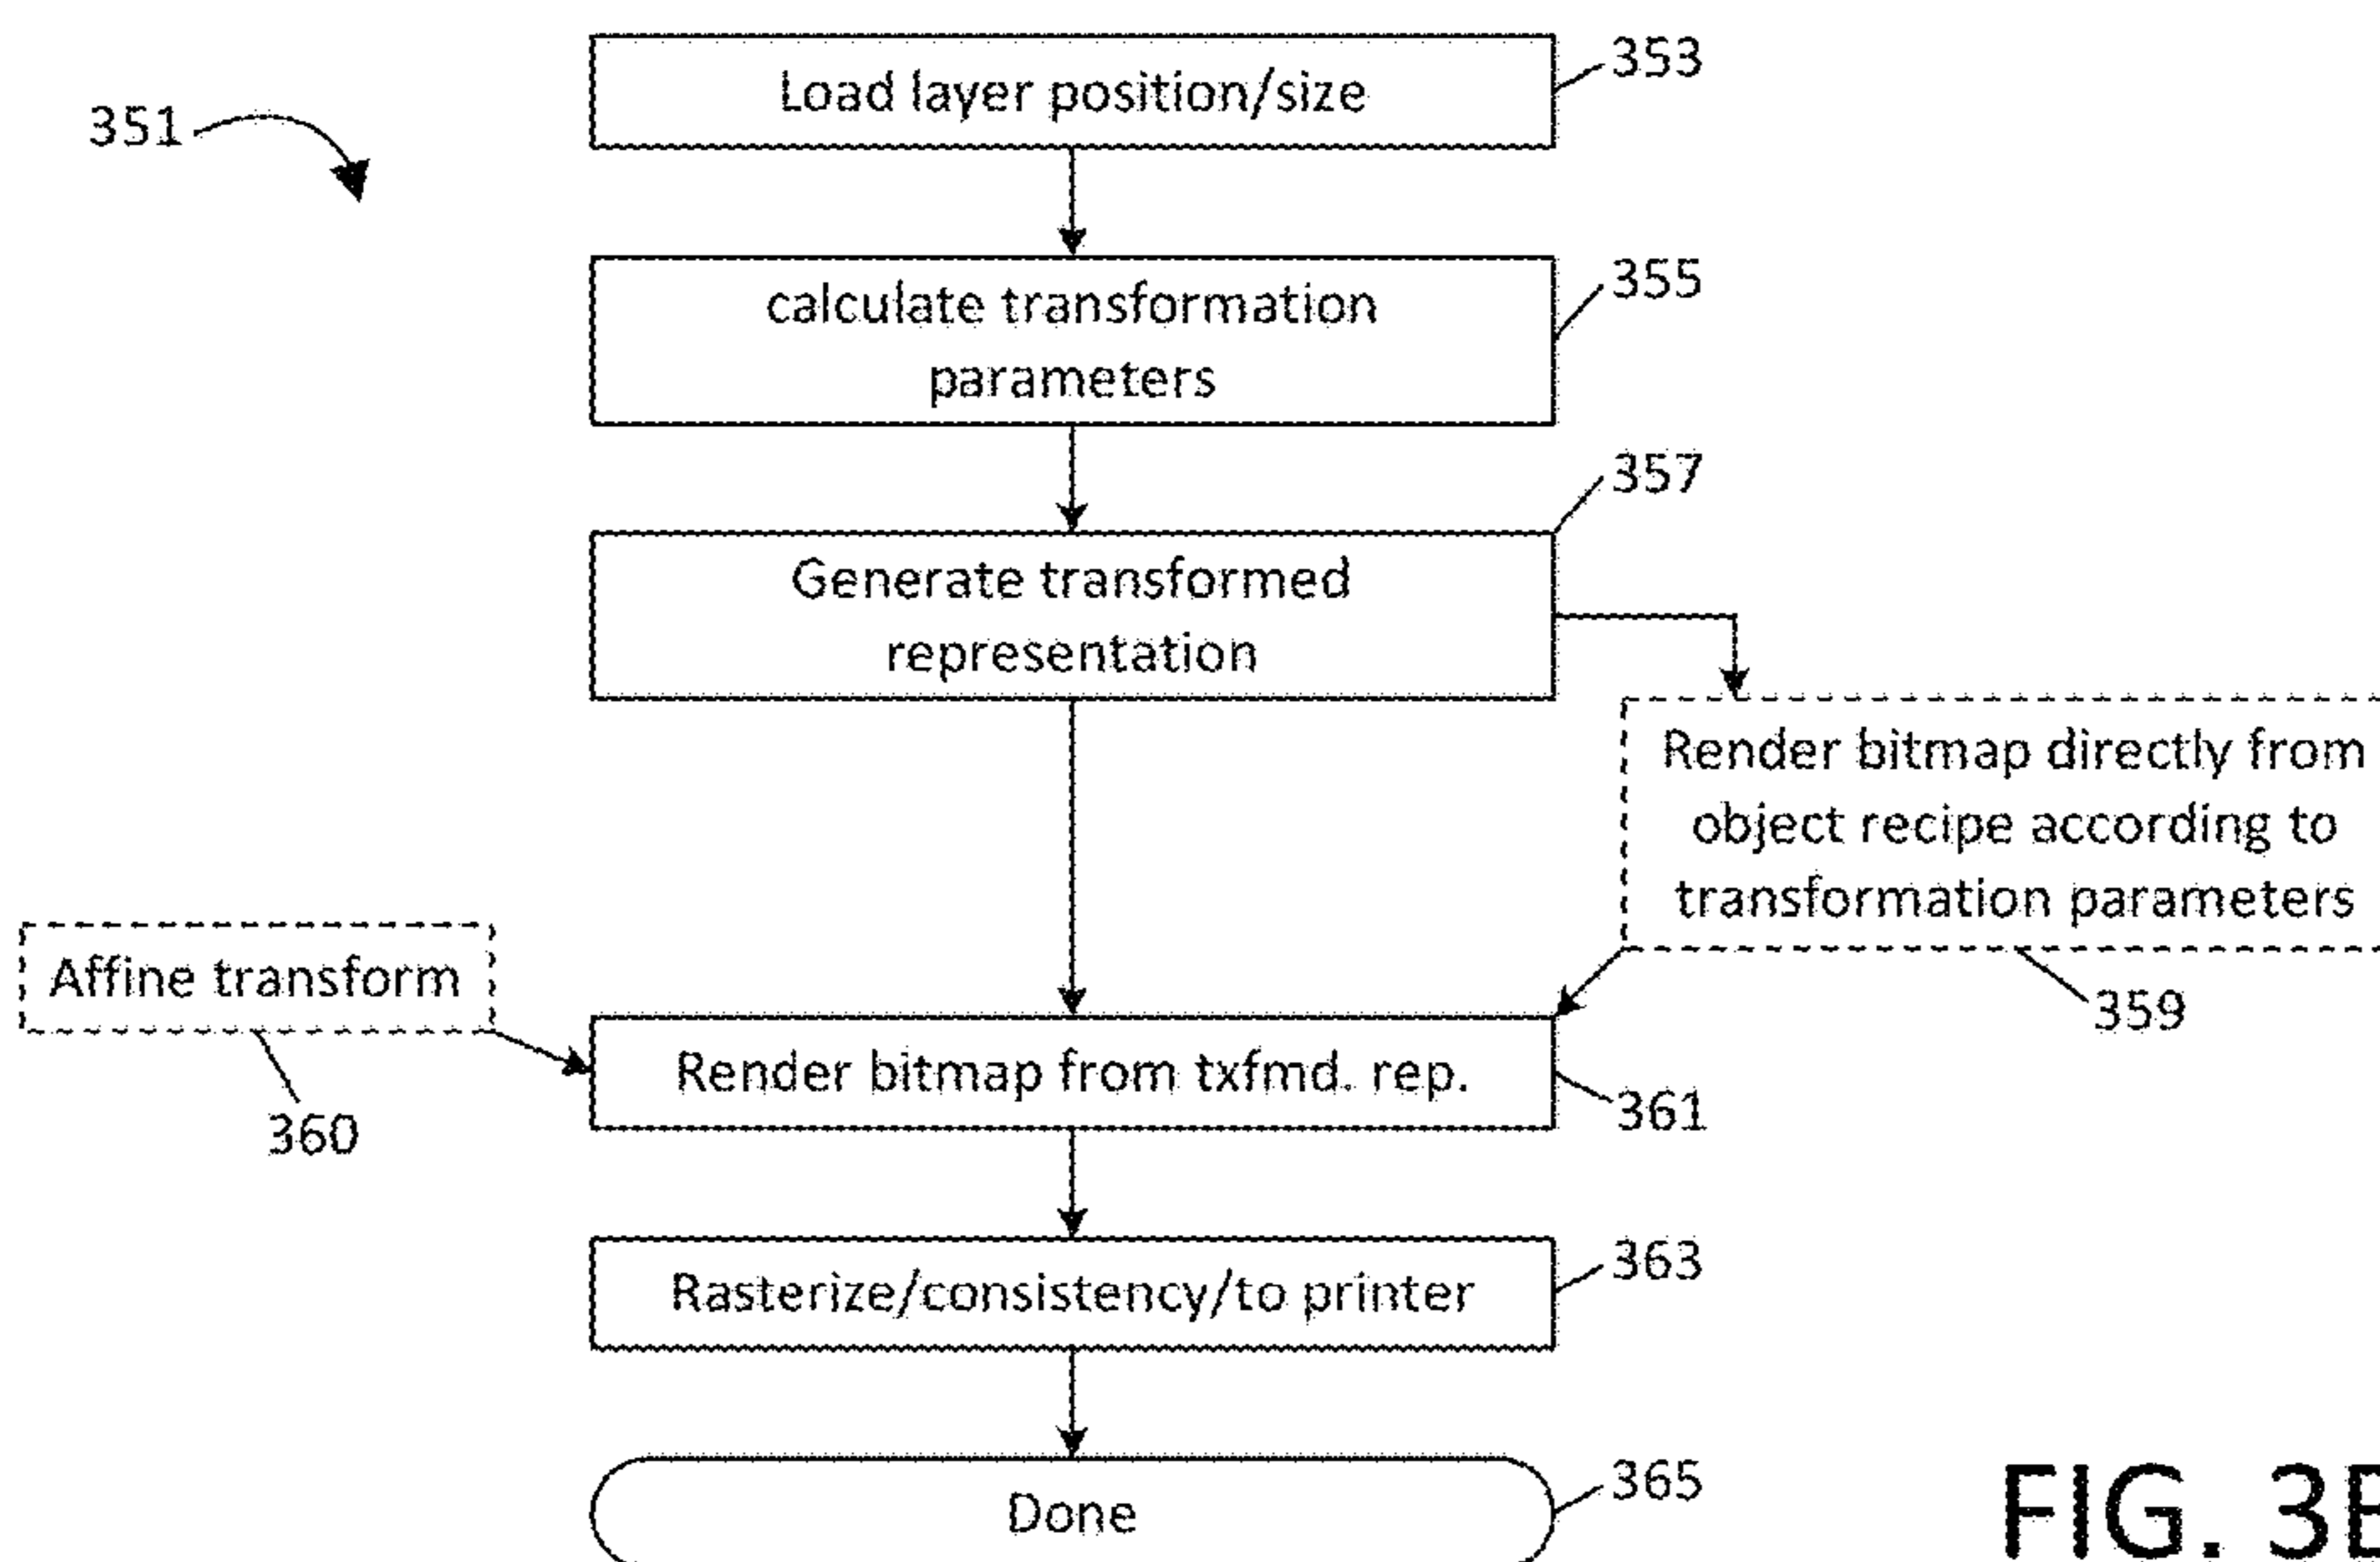 353
Load layer position/size
351
355
calculate transformation
parameters
357
Generate transformed
representation
Render bitmap directly from
object recipe according to
transformation parameters
359
Affine transform
360
Render bitmap from txfmd. rep.
361
363
Rasterize/consistency/to printer
365
Done
FIG.